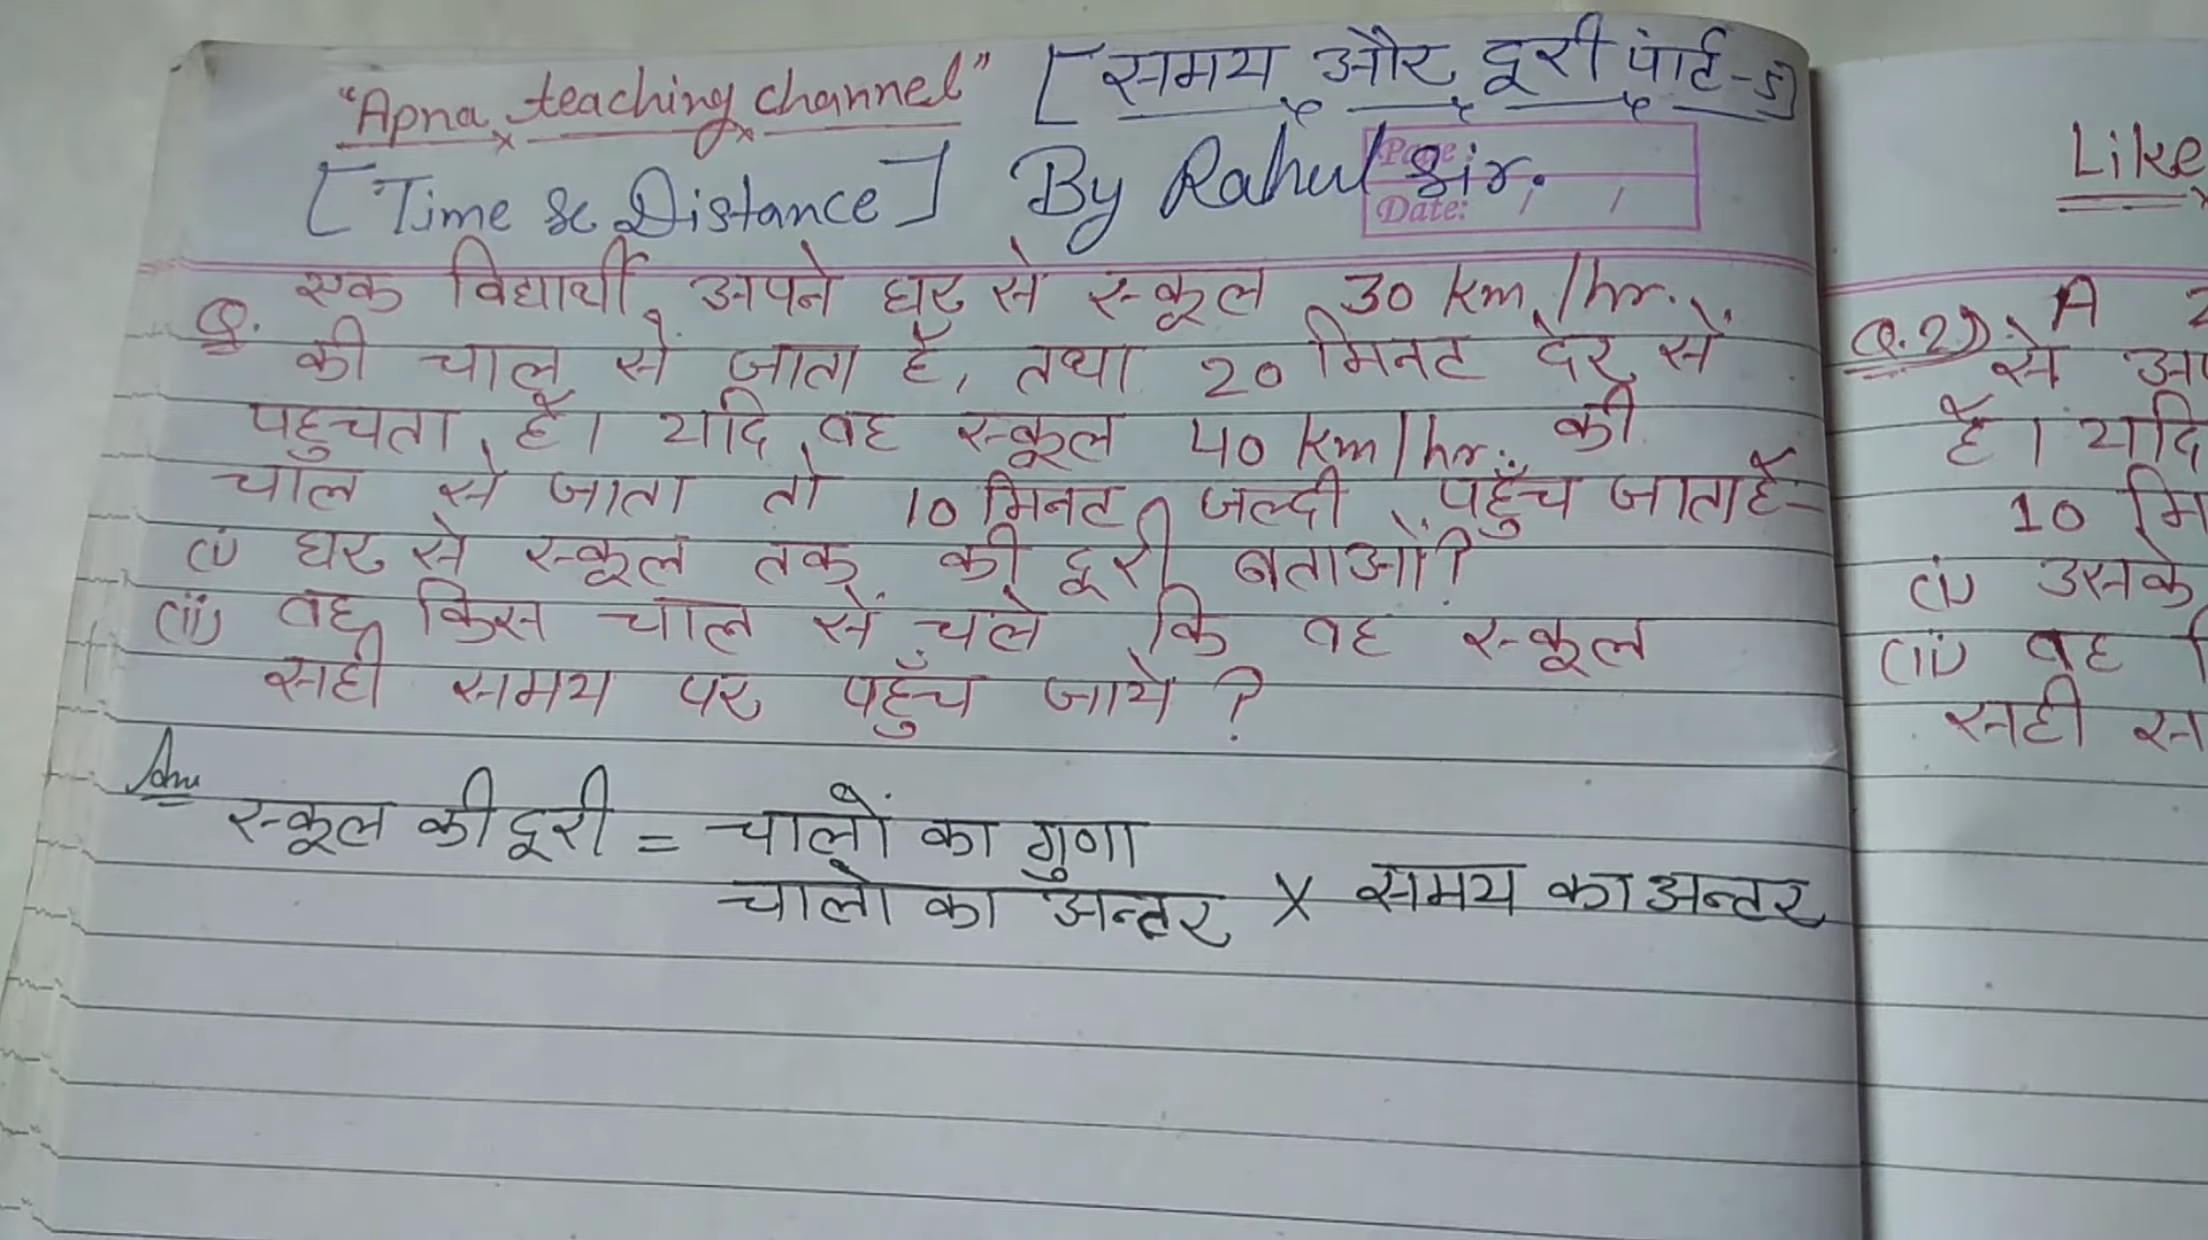 "Apna teaching channel" [समय और दूरी पार्ट-5]
[Time & Distance] By Rahul Sir.
Page:
Date: / /
Q. एक विद्यार्थी अपने घर से स्कूल 30 km/hr.
की चाल से जाता है, तथा 20 मिनट देर से
पहुचता है। यदि वह स्कूल 40 km/hr. की
चाल से जाता तो 10 मिनट जल्दी पहुँच जाता है-
(i) घर से स्कूल तक की दूरी बताओं?
(ii) वह किस चाल से चले कि वह स्कूल
सही समय पर पहुँच जाये?
Ans
स्कूल की दूरी = चालों का गुणा
चालो का अन्तर × समय का अन्तर
Like
Q.2) A
से
है। यदि
10
(i) उसके
(ii) वह
सही